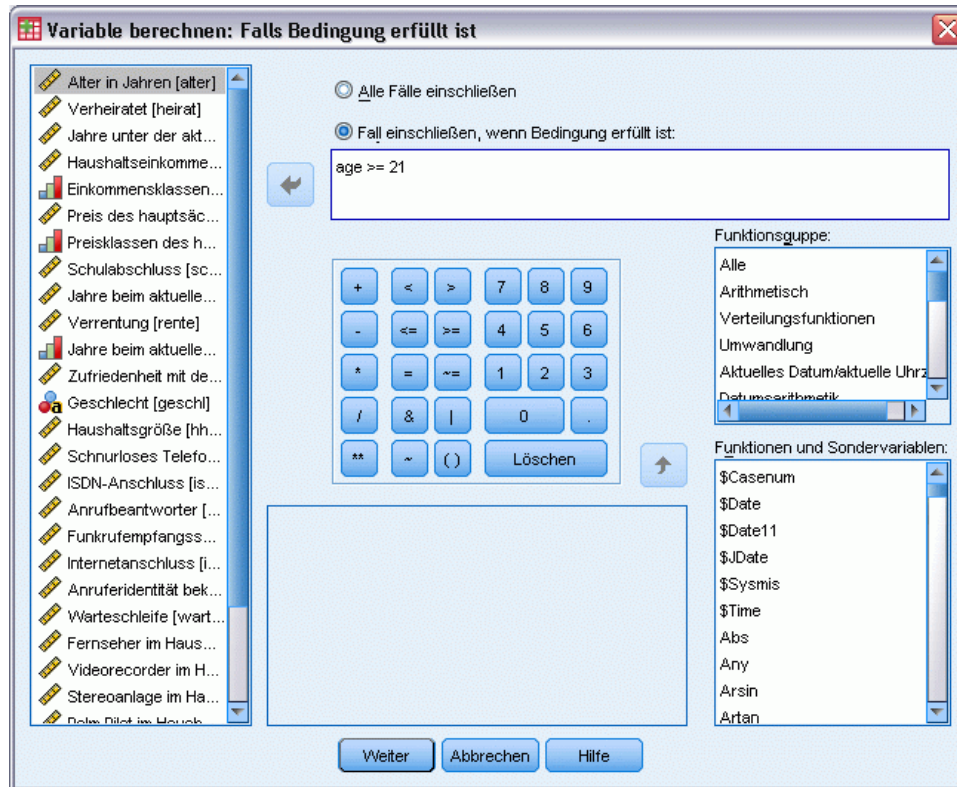 Variable berechnen: Falls Bedingung erfüllt ist
Alter in Jahren [alter]
Verheiratet [heirat]
Jahre unter der akt...
Haushaltseinkomme...
Einkommensklassen...
Preis des hauptsäc...
Preisklassen des h...
Schulabschluss [sc...
Jahre beim aktuelle...
Verrentung [rente]
Jahre beim aktuelle...
Zufriedenheit mit de...
Geschlecht [geschl]
Haushaltsgröße [hh...
Schnurloses Telefo...
ISDN-Anschluss [is...
Anrufbeantworter [...
Funkrufempfangss...
Internetanschluss [i...
Anruferidentität bek...
Warteschleife [wart...
Fernseher im Haus...
Videorecorder im H...
Stereoanlage im Ha...
Palm Pilot im Haush...
Alle Fälle einschließen
Fall einschließen, wenn Bedingung erfüllt ist:
age >= 21
+ < > 7 8 9
- <= >= 4 5 6
* = ~= 1 2 3
/ & | 0 .
** ~ () Löschen
Funktionsguppe:
Alle
Arithmetisch
Verteilungsfunktionen
Umwandlung
Aktuelles Datum/aktuelle Uhrz
Datumsarithmetik
Funktionen und Sondervariablen:
$Casenum
$Date
$Date11
$JDate
$Sysmis
$Time
Abs
Any
Arsin
Artan
Weiter Abbrechen Hilfe